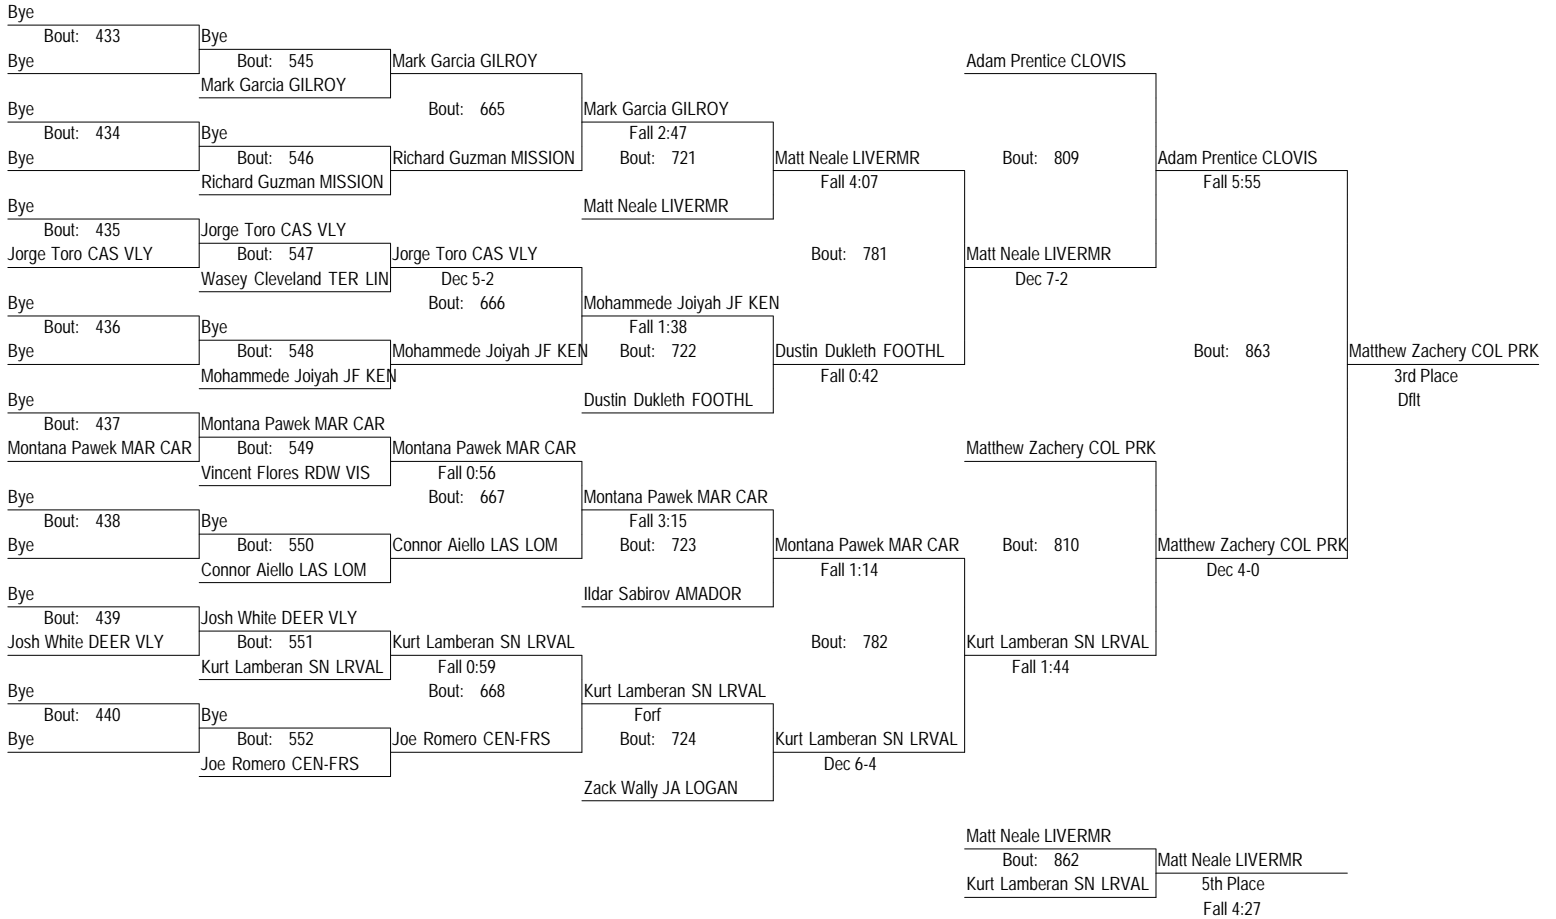 Bye
Bout: 433
Bye
Bye
Bout: 545
Mark Garcia GILROY
Mark Garcia GILROY
Bout: 665
Bye
Bout: 434
Bye
Bye
Bout: 546
Richard Guzman MISSION
Richard Guzman MISSION
Mark Garcia GILROY
Fall 2:47
Bout: 721
Matt Neale LIVERMR
Matt Neale LIVERMR
Fall 4:07
Bye
Bout: 435
Jorge Toro CAS VLY
Jorge Toro CAS VLY
Bout: 547
Wasey Cleveland TER LIN
Jorge Toro CAS VLY
Dec 5-2
Bout: 666
Bye
Bout: 436
Bye
Bye
Bout: 548
Mohammede Joiyah JF KEN
Mohammede Joiyah JF KEN
Mohammede Joiyah JF KEN
Fall 1:38
Bout: 722
Dustin Dukleth FOOTHL
Dustin Dukleth FOOTHL
Fall 0:42
Bout: 781
Matt Neale LIVERMR
Dec 7-2
Adam Prentice CLOVIS
Bout: 809
Adam Prentice CLOVIS
Fall 5:55
Bye
Bout: 437
Montana Pawek MAR CAR
Montana Pawek MAR CAR
Bout: 549
Vincent Flores RDW VIS
Montana Pawek MAR CAR
Fall 0:56
Bout: 667
Bye
Bout: 438
Bye
Bye
Bout: 550
Connor Aiello LAS LOM
Connor Aiello LAS LOM
Montana Pawek MAR CAR
Fall 3:15
Bout: 723
Ildar Sabirov AMADOR
Montana Pawek MAR CAR
Fall 1:14
Bye
Bout: 439
Josh White DEER VLY
Josh White DEER VLY
Bout: 551
Kurt Lamberan SN LRVAL
Kurt Lamberan SN LRVAL
Fall 0:59
Bout: 668
Bye
Bout: 440
Bye
Bye
Bout: 552
Joe Romero CEN-FRS
Joe Romero CEN-FRS
Kurt Lamberan SN LRVAL
Forf
Bout: 724
Zack Wally JA LOGAN
Kurt Lamberan SN LRVAL
Dec 6-4
Bout: 782
Kurt Lamberan SN LRVAL
Fall 1:44
Matthew Zachery COL PRK
Bout: 810
Matthew Zachery COL PRK
Dec 4-0
Bout: 863
Matthew Zachery COL PRK
3rd Place
Dflt
Matt Neale LIVERMR
Bout: 862
Kurt Lamberan SN LRVAL
Matt Neale LIVERMR
5th Place
Fall 4:27